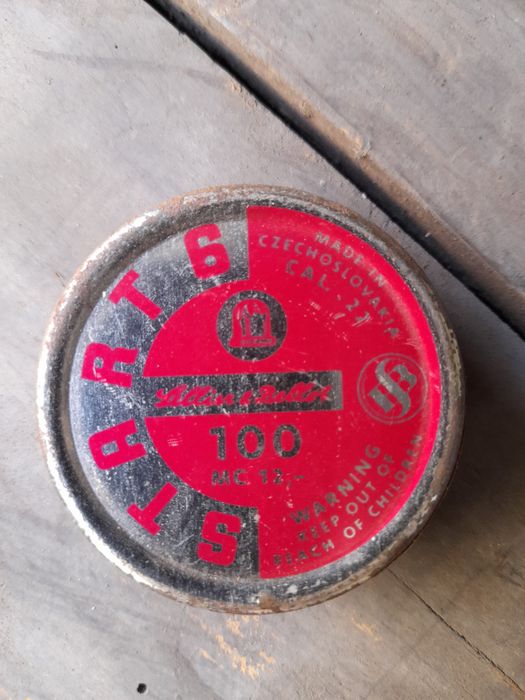 START 6
MADE IN
CZECHOSLOVAKIA
CAL .22
Sellier & Bellot
100
MC 12,-
SB
WARNING
KEEP OUT OF
REACH OF CHILDREN